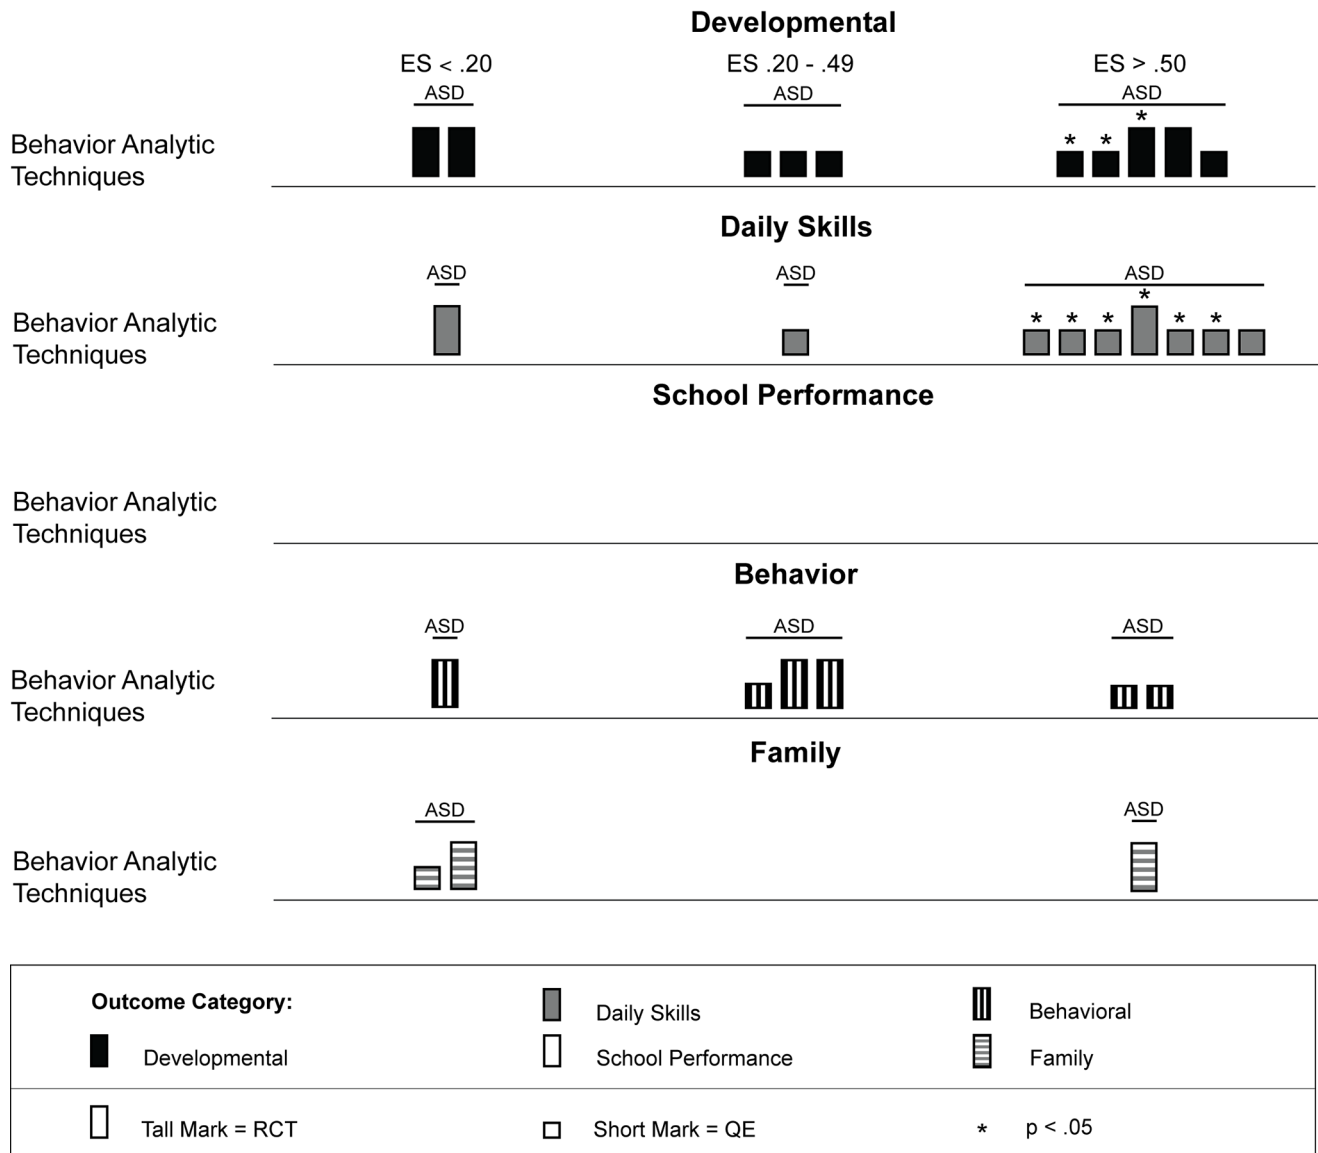 Developmental
ES < .20 ES .20 - .49 ES > .50
ASD ASD ASD
*
* *
Behavior Analytic
Techniques
Daily Skills
ASD ASD ASD
*
* * * * *
Behavior Analytic
Techniques
School Performance
Behavior Analytic
Techniques
Behavior
ASD ASD ASD
Behavior Analytic
Techniques
Family
ASD ASD
Behavior Analytic
Techniques
Outcome Category:
Daily Skills Behavioral
Developmental School Performance Family
Tall Mark = RCT Short Mark = QE * p < .05